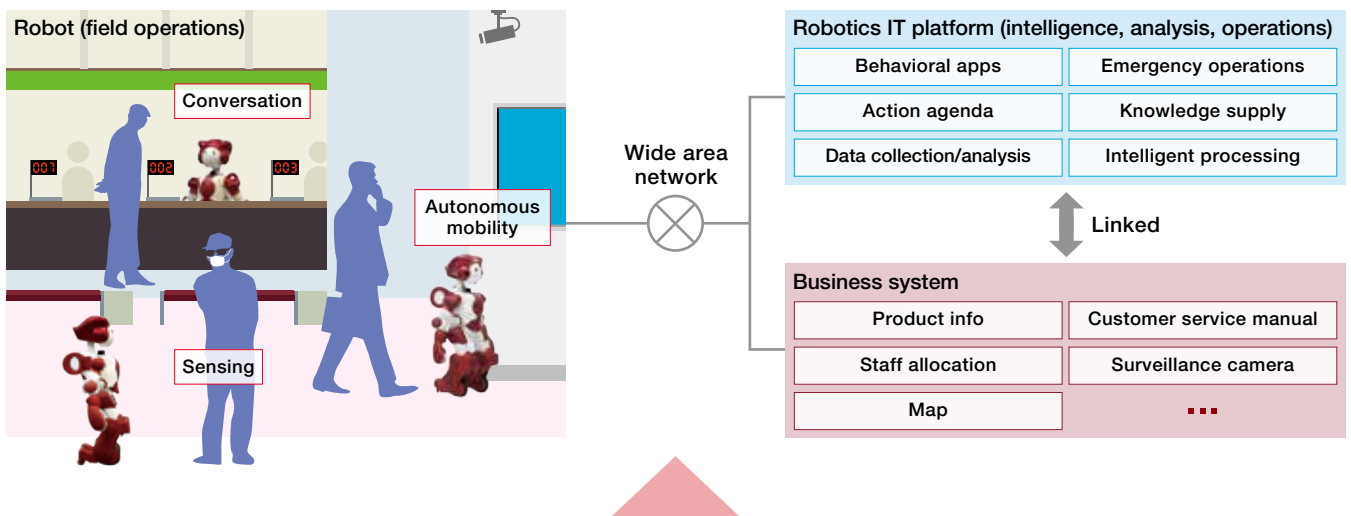 Robot (field operations)
Conversation
001
002
003
Autonomous
mobility
Sensing
Wide area
network
Robotics IT platform (intelligence, analysis, operations)
Behavioral apps
Emergency operations
Action agenda
Knowledge supply
Data collection/analysis
Intelligent processing
Linked
Business system
Product info
Customer service manual
Staff allocation
Surveillance camera
Map
...